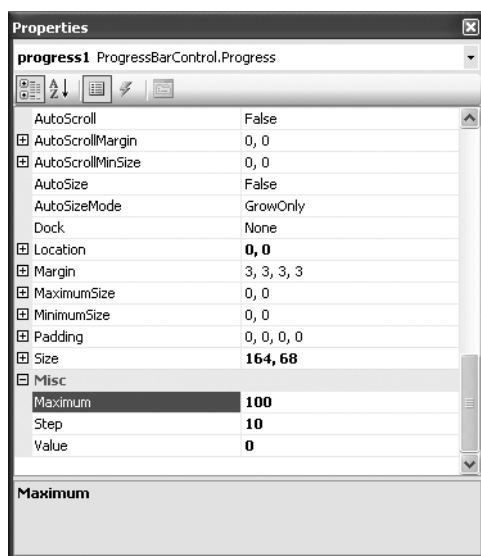 Properties
progress1 ProgressBarControl.Progress
AutoScroll False
AutoScrollMargin 0, 0
AutoScrollMinSize 0, 0
AutoSize False
AutoSizeMode GrowOnly
Dock None
Location 0, 0
Margin 3, 3, 3, 3
MaximumSize 0, 0
MinimumSize 0, 0
Padding 0, 0, 0, 0
Size 164, 68
Misc
Maximum 100
Step 10
Value 0
Maximum